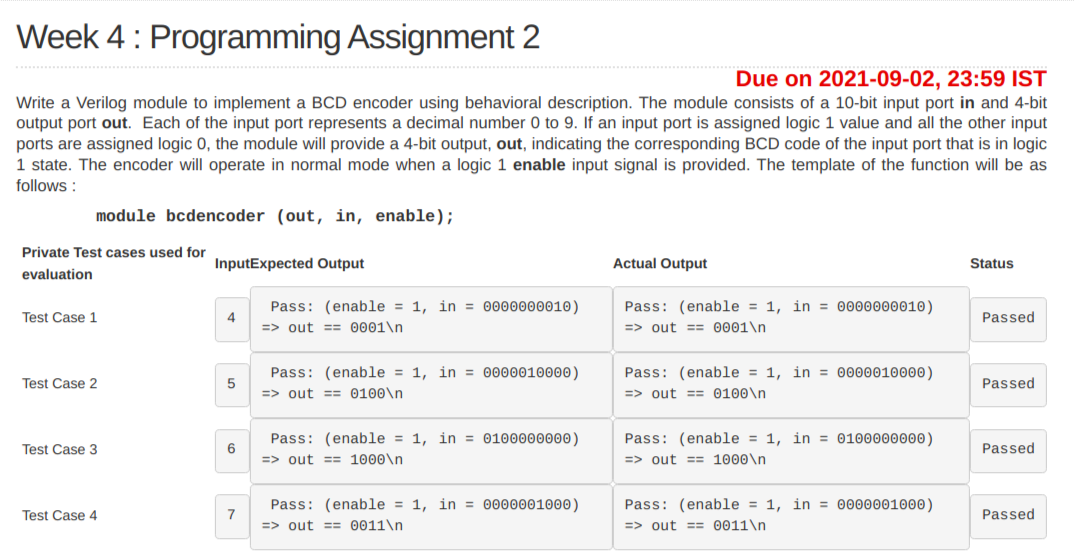 Week 4 : Programming Assignment 2
Due on 2021-09-02, 23:59 IST
Write a Verilog module to implement a BCD encoder using behavioral description. The module consists of a 10-bit input port in and 4-bit
output port out.  Each of the input port represents a decimal number 0 to 9. If an input port is assigned logic 1 value and all the other input
ports are assigned logic 0, the module will provide a 4-bit output, out, indicating the corresponding BCD code of the input port that is in logic
1 state. The encoder will operate in normal mode when a logic 1 enable input signal is provided. The template of the function will be as
follows :
module bcdencoder (out, in, enable);
Private Test cases used for
evaluation
Input Expected Output Actual Output Status
Test Case 1
4
Pass: (enable = 1, in = 0000000010)
=> out == 0001\n
Pass: (enable = 1, in = 0000000010)
=> out == 0001\n
Passed
Test Case 2
5
Pass: (enable = 1, in = 0000010000)
=> out == 0100\n
Pass: (enable = 1, in = 0000010000)
=> out == 0100\n
Passed
Test Case 3
6
Pass: (enable = 1, in = 0100000000)
=> out == 1000\n
Pass: (enable = 1, in = 0100000000)
=> out == 1000\n
Passed
Test Case 4
7
Pass: (enable = 1, in = 0000001000)
=> out == 0011\n
Pass: (enable = 1, in = 0000001000)
=> out == 0011\n
Passed